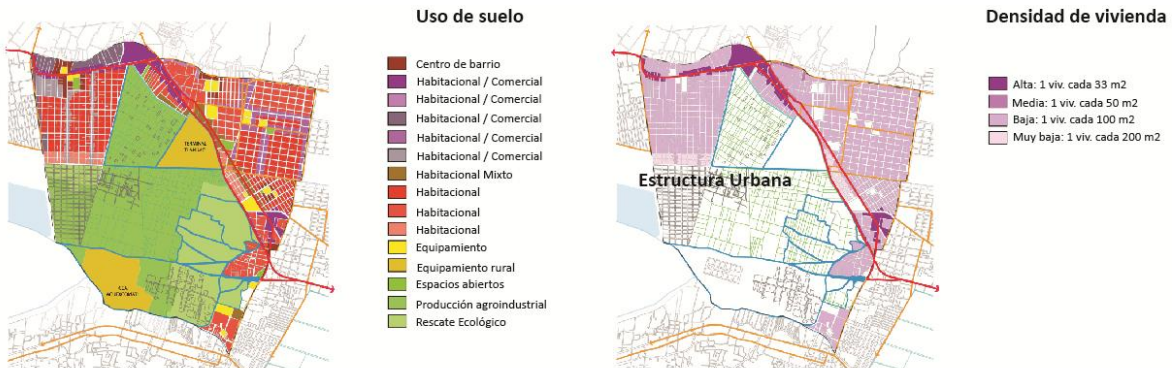 Uso de suelo
Centro de barrio
Habitacional / Comercial
Habitacional / Comercial
Habitacional / Comercial
Habitacional / Comercial
Habitacional / Comercial
Habitacional Mixto
Habitacional
Habitacional
Habitacional
Equipamiento
Equipamiento rural
Espacios abiertos
Producción agroindustrial
Rescate Ecológico
TERMINAL
Densidad de vivienda
Alta: 1 viv. cada 33 m2
Media: 1 viv. cada 50 m2
Baja: 1 viv. cada 100 m2
Muy baja: 1 viv. cada 200 m2
Estructura Urbana